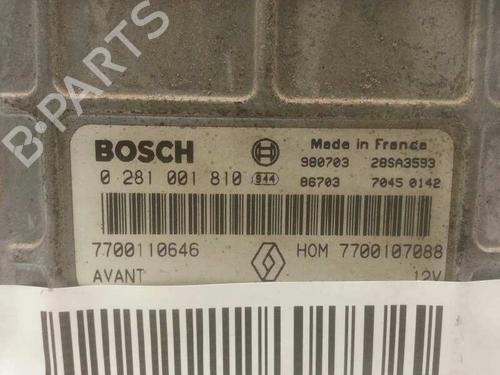 B-PARTS
BOSCH
Made in France
980703 28SA3593
0 281 001 810 944
86703 7045 0142
7700110646
HOM 7700107088
AVANT
12V